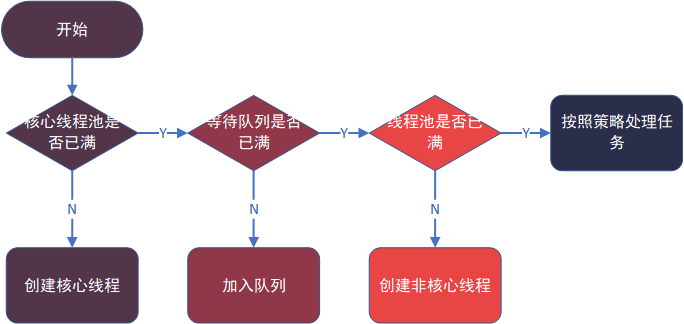 开始
核心线程池是
否已满
Y
等待队列是否
已满
Y
线程池是否已
满
Y
按照策略处理任
务
N
N
N
创建核心线程
加入队列
创建非核心线程